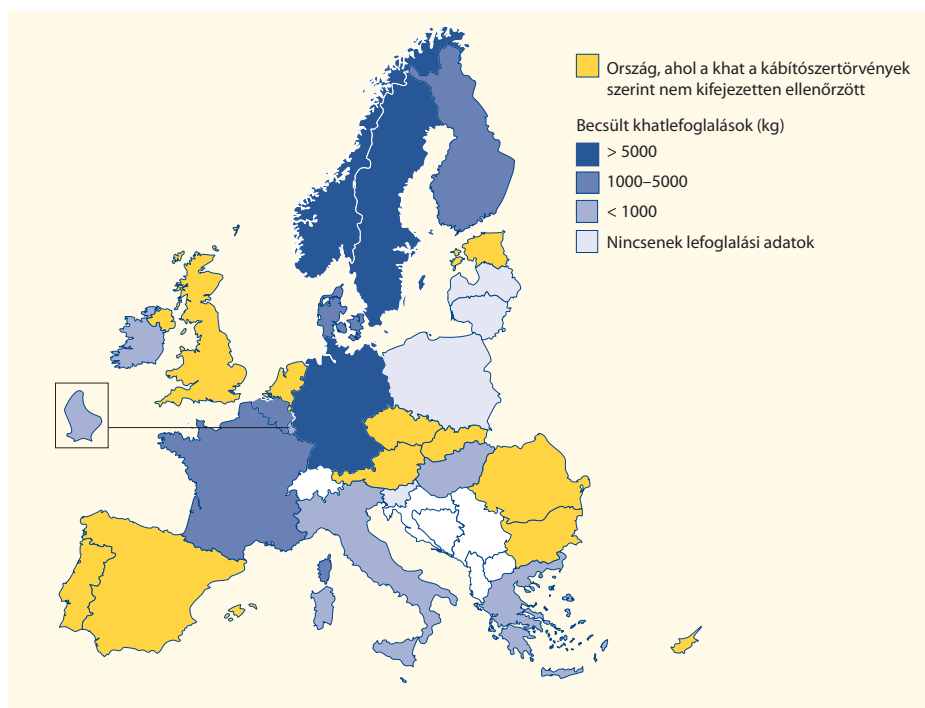 Ország, ahol a khat a kábítószertörvények
szerint nem kifejezetten ellenőrzött
Becsült khatlefoglalások (kg)
> 5000
1000–5000
< 1000
Nincsenek lefoglalási adatok